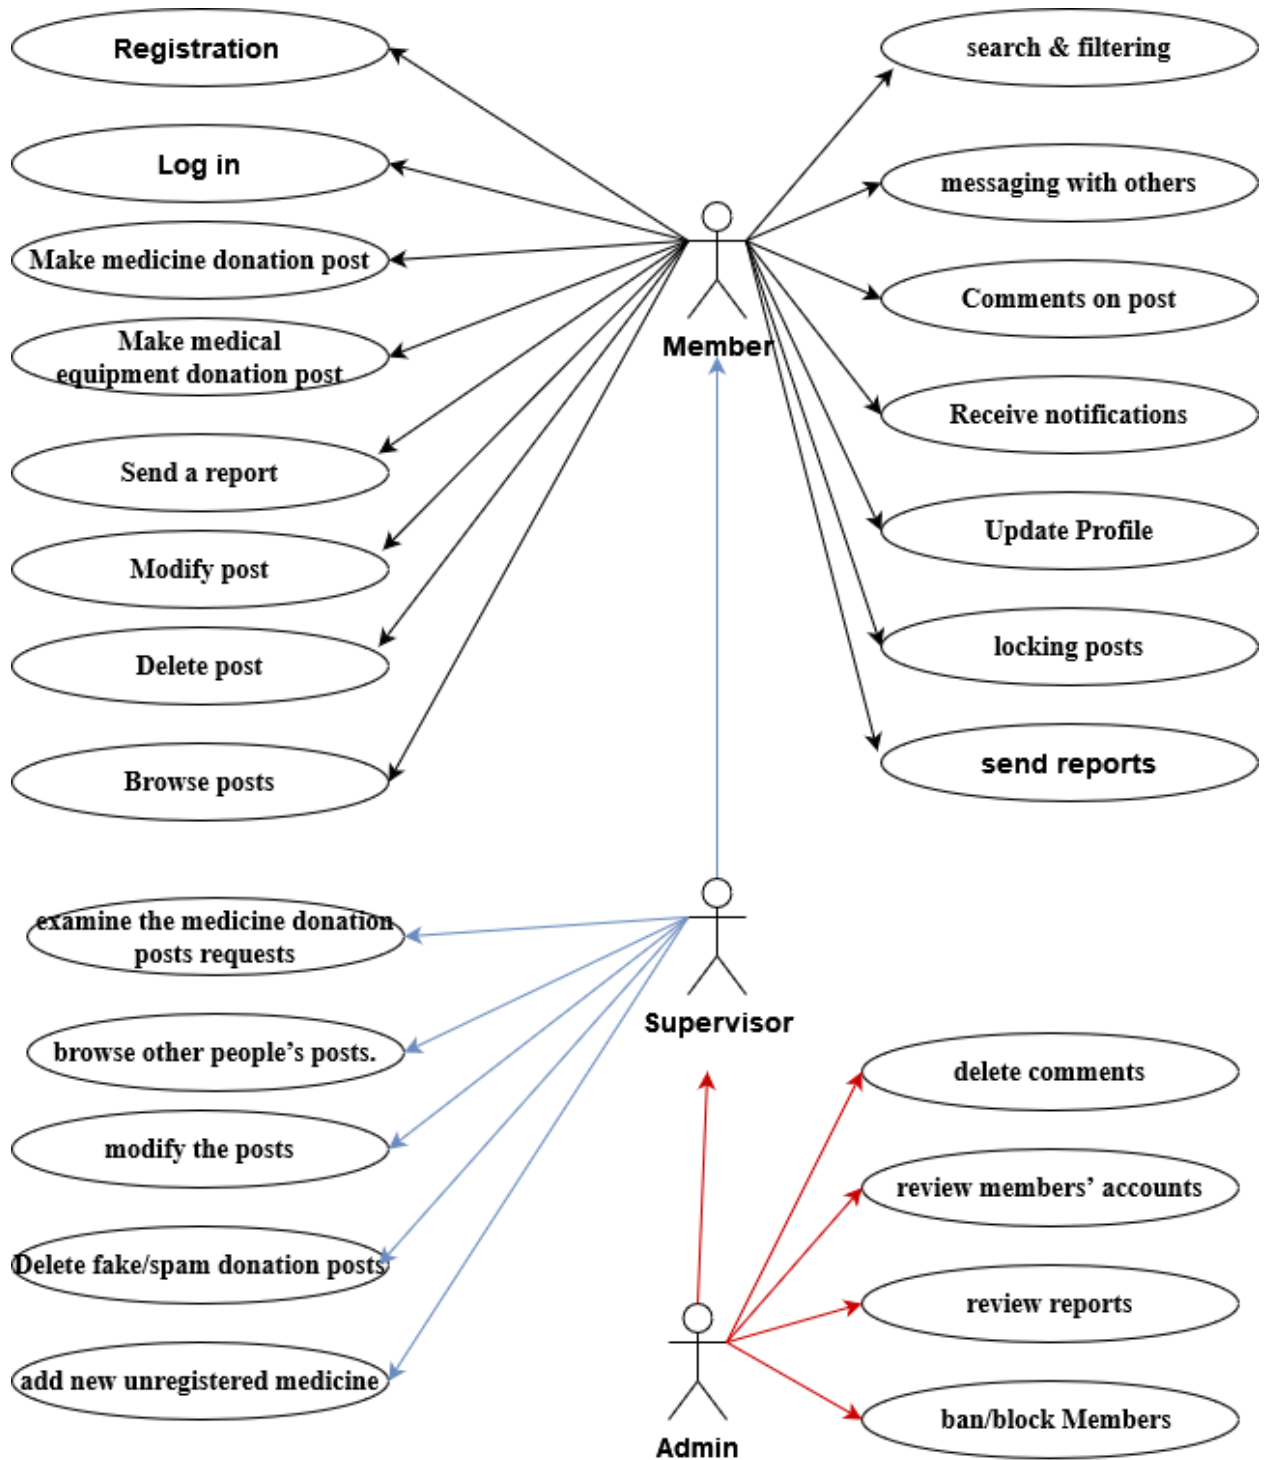 Registration
Log in
Make medicine donation post
Make medical
equipment donation post
Send a report
Modify post
Delete post
Browse posts
search & filtering
messaging with others
Comments on post
Receive notifications
Update Profile
locking posts
send reports
Member
examine the medicine donation
posts requests
browse other people’s posts.
modify the posts
Delete fake/spam donation posts
add new unregistered medicine
Supervisor
delete comments
review members’ accounts
review reports
ban/block Members
Admin